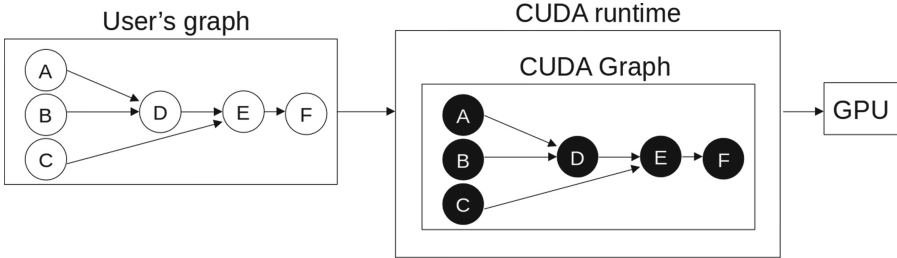 User's graph
A
B
C
D
E
F
CUDA runtime
CUDA Graph
A
B
C
D
E
F
GPU